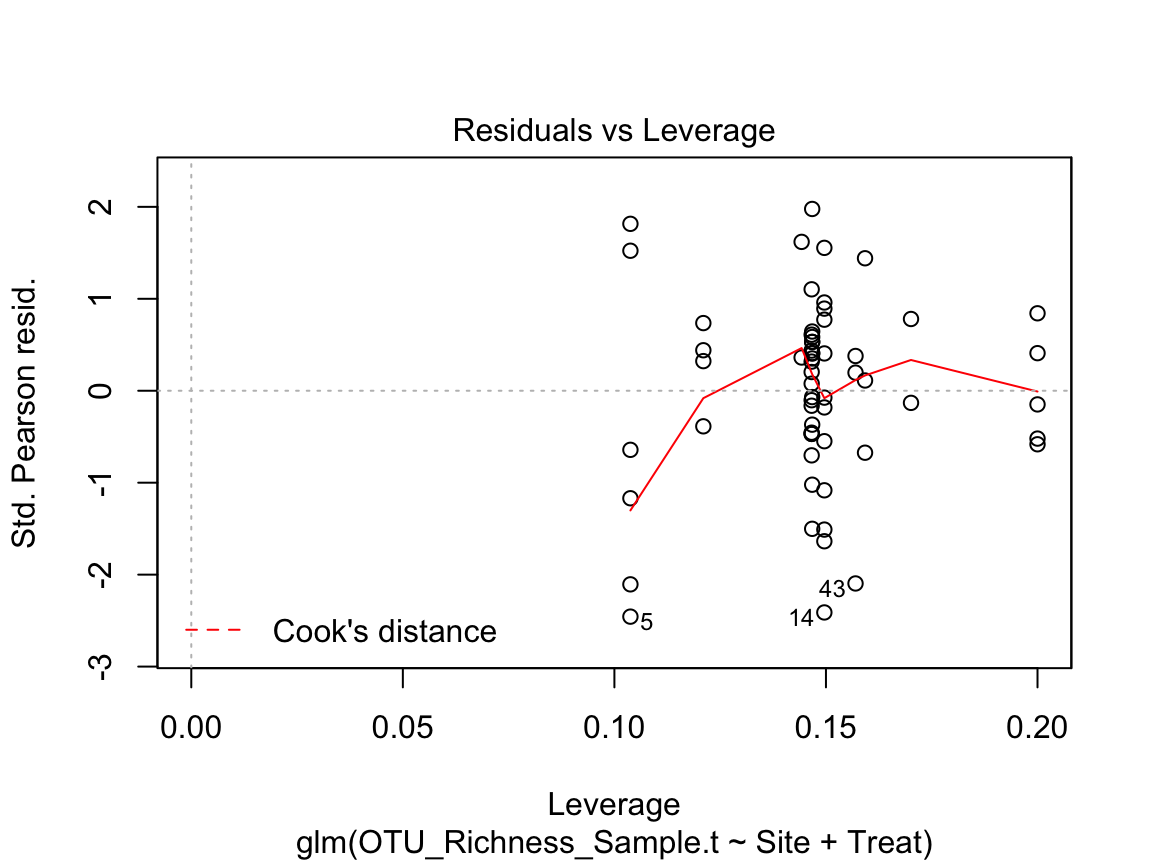 Residuals vs Leverage
Std. Pearson resid.
2
1
0
-1
-2
-3
43
14
5
Cook's distance
0.00 0.05 0.10 0.15 0.20
Leverage
glm(OTU_Richness_Sample.t ~ Site + Treat)